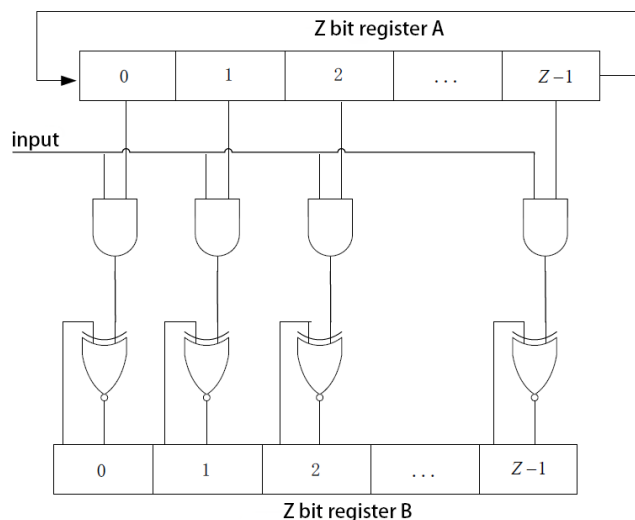 Z bit register A
0 1 2 ... Z-1
input
0 1 2 ... Z-1
Z bit register B